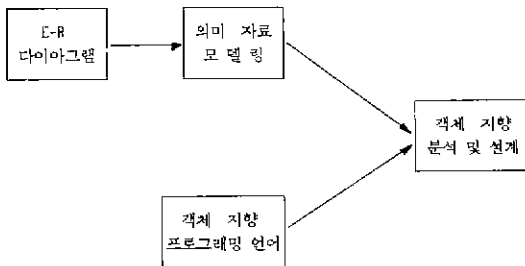 E-R
다이아그램
의미 자료
모 델 링
객체 지향
분석 및 설계
객체 지향
프로그래밍 언어